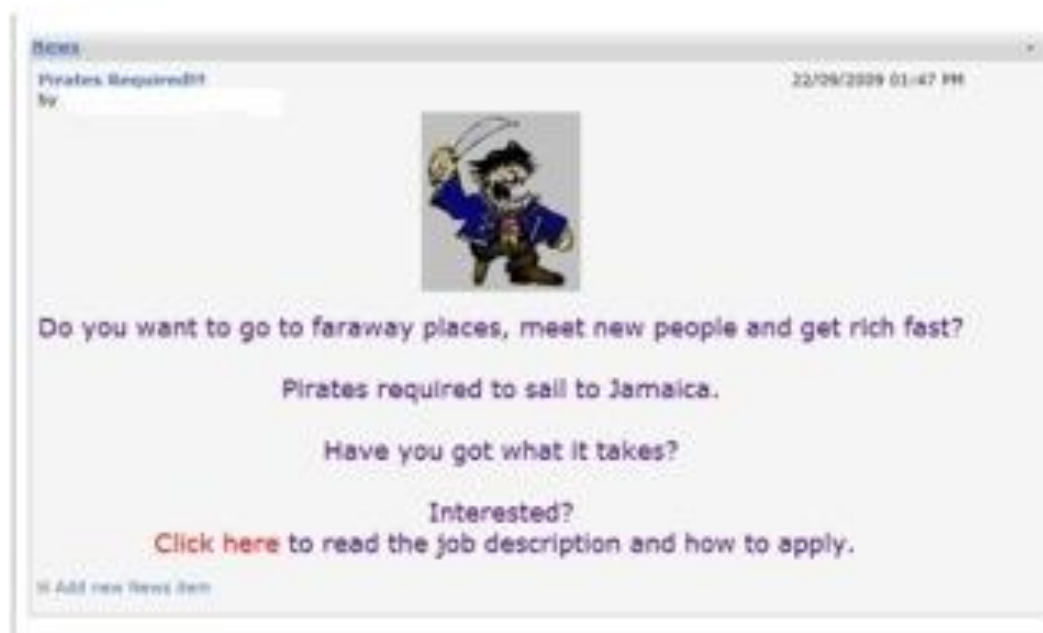 News
Pirates Required!!!
22/09/2009 01:47 PM
by
Do you want to go to faraway places, meet new people and get rich fast?
Pirates required to sail to Jamaica.
Have you got what it takes?
Interested?
Click here to read the job description and how to apply.
Add new News item